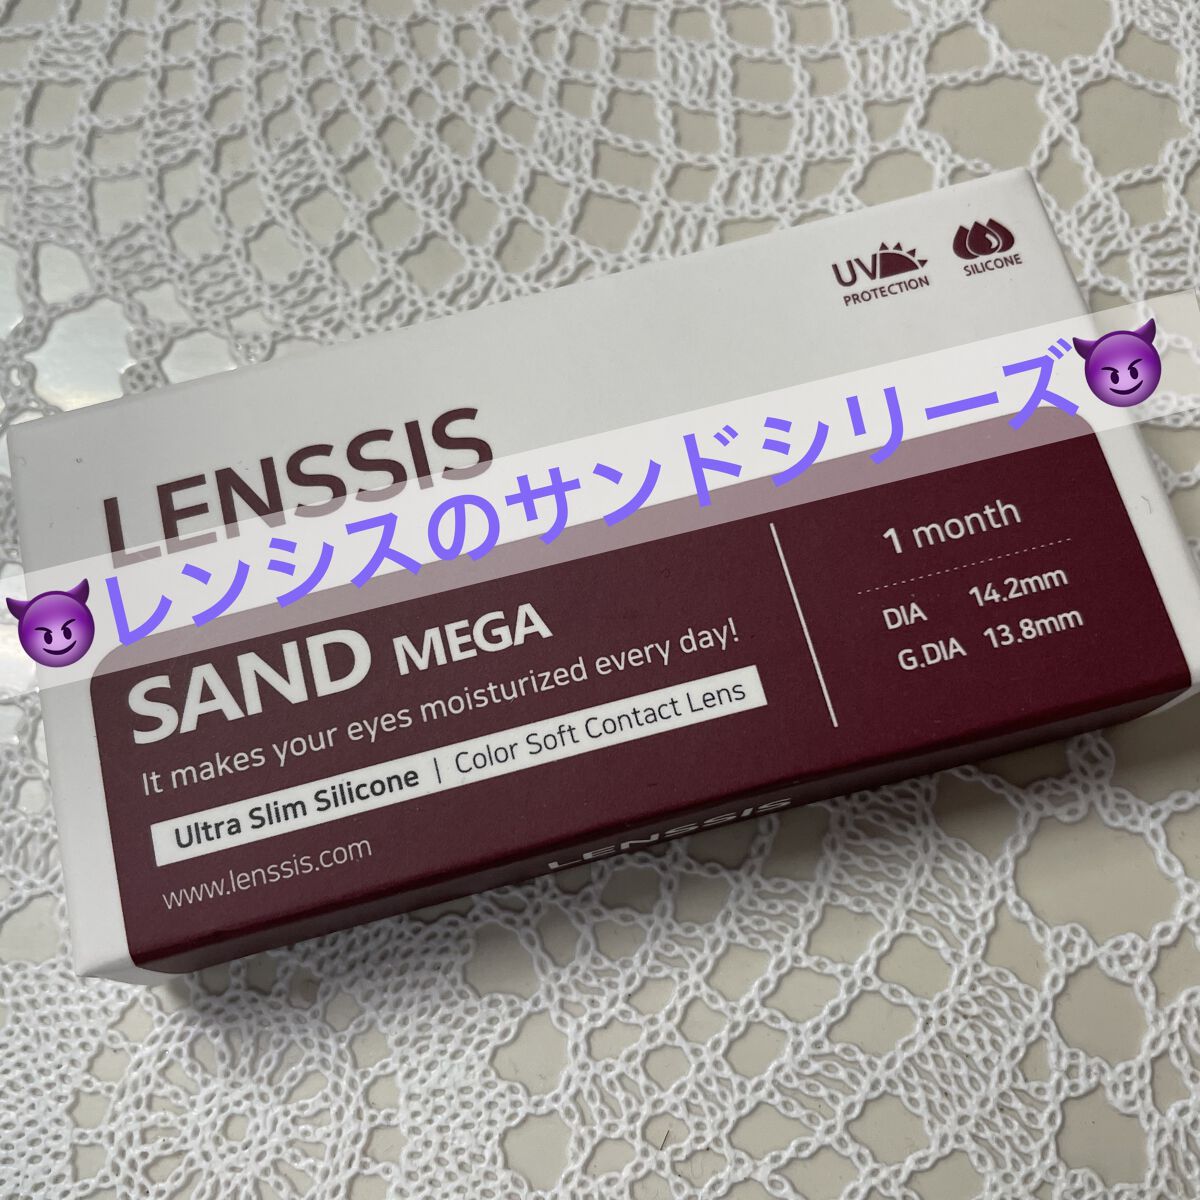 UV
PROTECTION
SILICONE
LENSSIS
😈レンシスのサンドシリーズ😈
SAND MEGA
It makes your eyes moisturized every day!
Ultra Slim Silicone | Color Soft Contact Lens
www.lenssis.com
1 month
DIA 14.2mm
G.DIA 13.8mm
LENSSIS